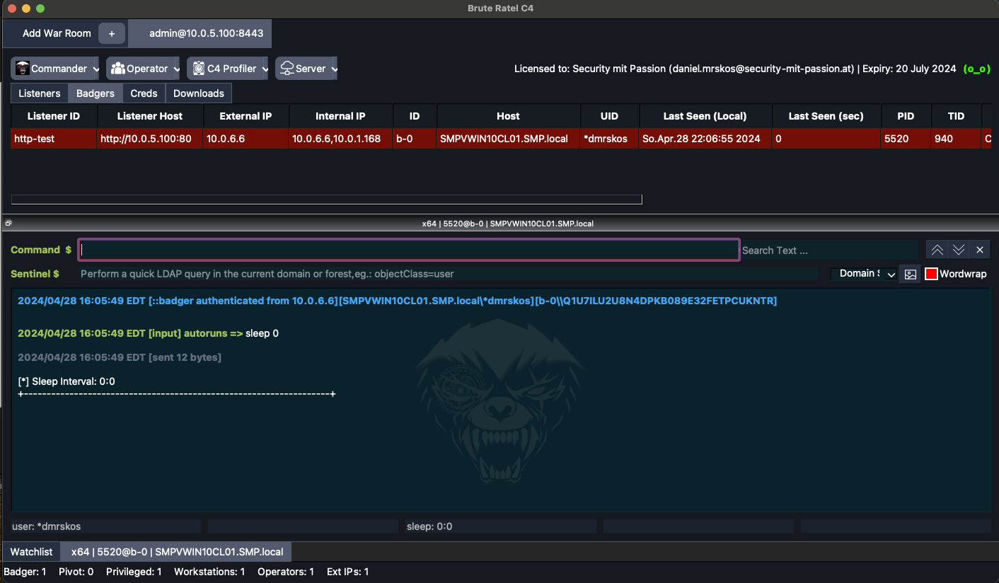 Brute Ratel C4
Add War Room + admin@10.0.5.100:8443
Commander Operator C4 Profiler Server Licensed to: Security mit Passion (daniel.mrskos@security-mit-passion.at) | Expiry: 20 July 2024 (o_o)
Listeners Badgers Creds Downloads
Listener ID Listener Host External IP Internal IP ID Host UID Last Seen (Local) Last Seen (sec) PID TID
http-test http://10.0.5.100:80 10.0.6.6 10.0.6.6,10.0.1.168 b-0 SMPVWIN10CL01.SMP.local *dmrskos So.Apr.28 22:06:55 2024 0 5520 940 C
x64 | 5520@b-0 | SMPVWIN10CL01.SMP.local
Command $ Search Text ...
Sentinel $ Perform a quick LDAP query in the current domain or forest,eg.: objectClass=user Domain Wordwrap
2024/04/28 16:05:49 EDT [::badger authenticated from 10.0.6.6][SMPVWIN10CL01.SMP.local\*dmrskos][b-0\\Q1U7ILU2U8N4DPKB089E32FETPCUKNTR]
2024/04/28 16:05:49 EDT [input] autoruns => sleep 0
2024/04/28 16:05:49 EDT [sent 12 bytes]
[*] Sleep Interval: 0:0
+-------------------------------------------------------------------+
user: *dmrskos sleep: 0:0
Watchlist x64 | 5520@b-0 | SMPVWIN10CL01.SMP.local
Badger: 1 Pivot: 0 Privileged: 1 Workstations: 1 Operators: 1 Ext IPs: 1